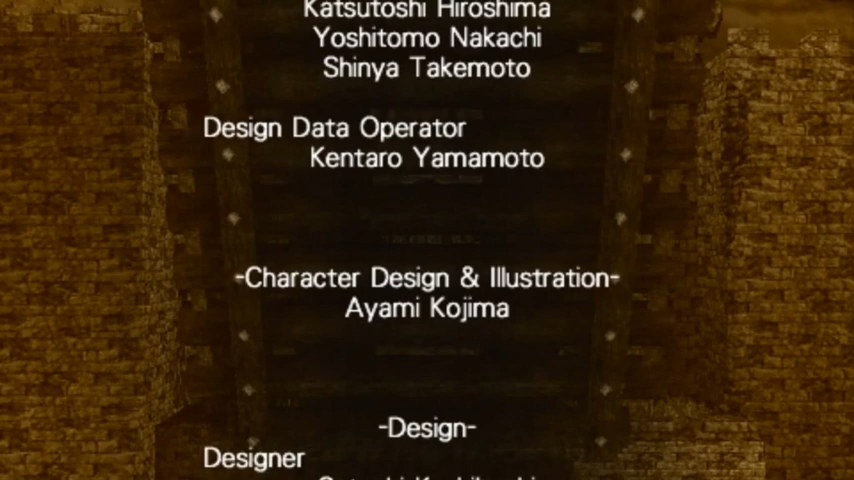 Katsutoshi Hiroshima
Yoshitomo Nakachi
Shinya Takemoto
Design Data Operator
Kentaro Yamamoto
-Character Design & Illustration-
Ayami Kojima
-Design-
Designer